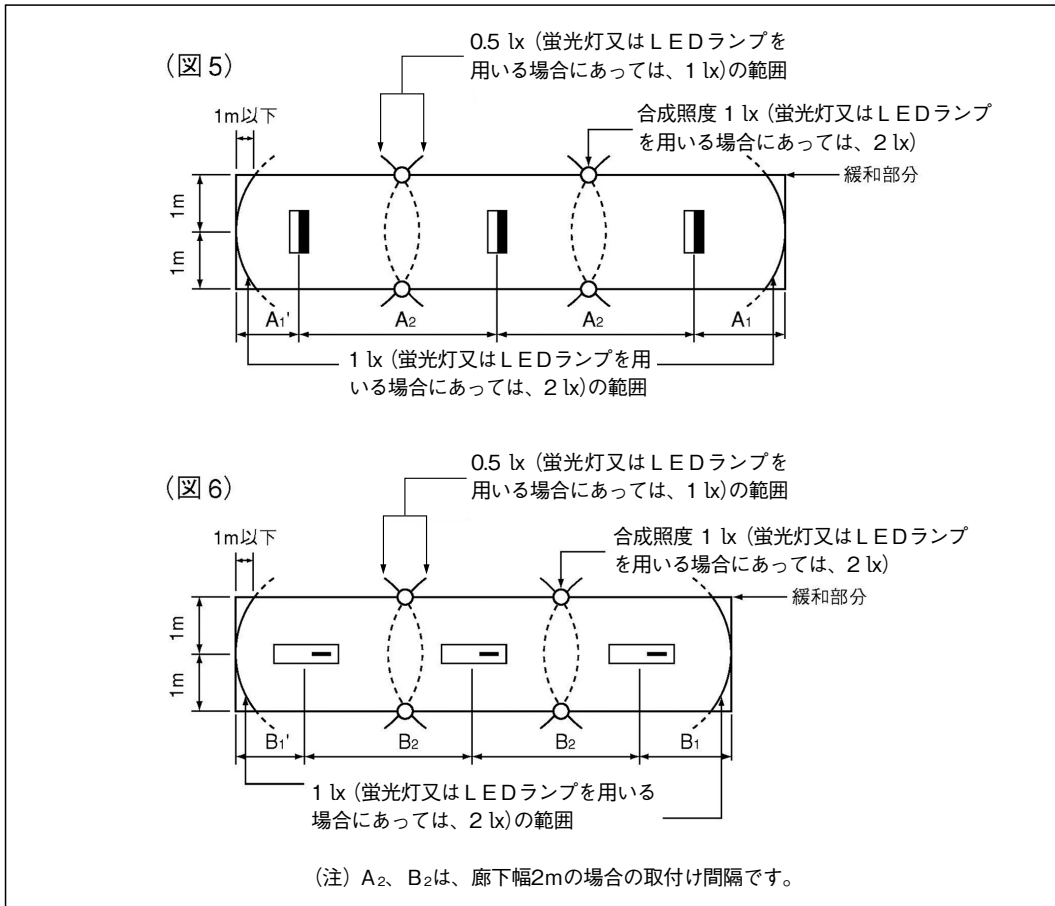 (図5)
0.5 lx (蛍光灯又はLEDランプを
用いる場合にあっては、1 lx)の範囲
1m以下
合成照度 1 lx (蛍光灯又はLEDランプ
を用いる場合にあっては、2 lx)
緩和部分
1m
1m
A1'
A2
A2
A1
1 lx (蛍光灯又はLEDランプを用
いる場合にあっては、2 lx)の範囲
(図6)
0.5 lx (蛍光灯又はLEDランプを
用いる場合にあっては、1 lx)の範囲
1m以下
合成照度 1 lx (蛍光灯又はLEDランプ
を用いる場合にあっては、2 lx)
緩和部分
1m
1m
B1'
B2
B2
B1
1 lx (蛍光灯又はLEDランプを用いる
場合にあっては、2 lx)の範囲
(注) A2、B2は、廊下幅2mの場合の取付け間隔です。